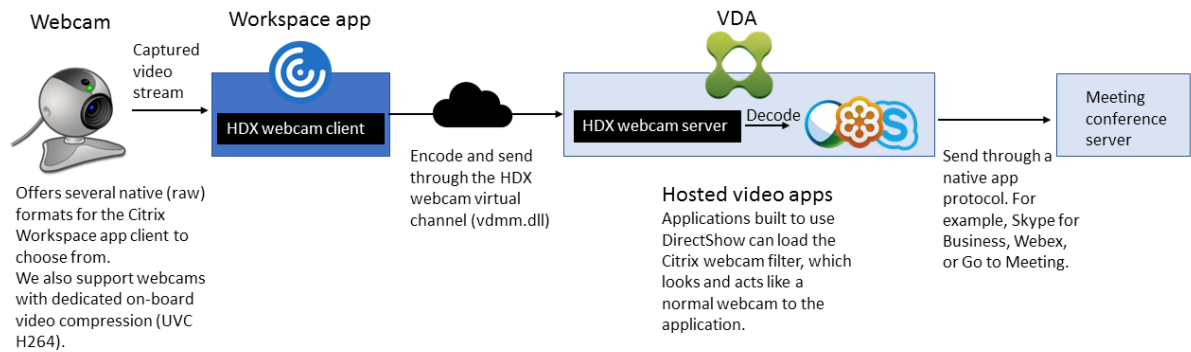 Webcam
Workspace app
VDA
Captured
video
stream
HDX webcam client
HDX webcam server
Decode
Meeting
conference
server
Offers several native (raw)
formats for the Citrix
Workspace app client to
choose from.
We also support webcams
with dedicated on-board
video compression (UVC
H264).
Encode and send
through the HDX
webcam virtual
channel (vdmm.dll)
Hosted video apps
Applications built to use
DirectShow can load the
Citrix webcam filter, which
looks and acts like a
normal webcam to the
application.
Send through a
native app
protocol. For
example, Skype for
Business, Webex,
or Go to Meeting.